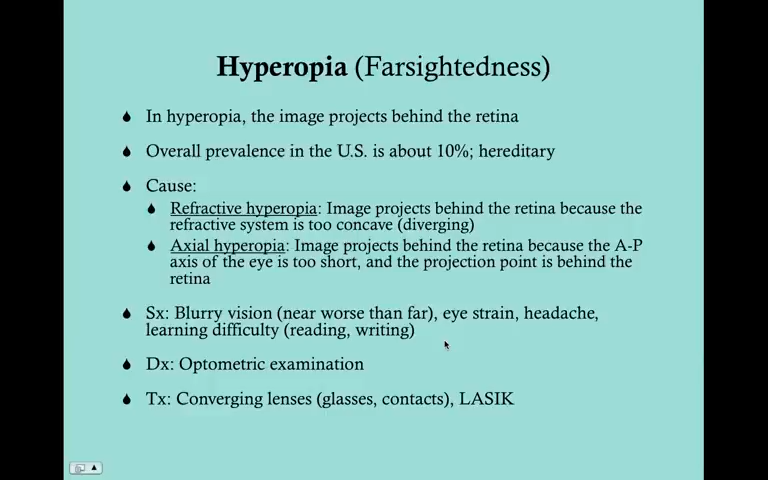 Hyperopia (Farsightedness)
In hyperopia, the image projects behind the retina
Overall prevalence in the U.S. is about 10%; hereditary
Cause:
Refractive hyperopia: Image projects behind the retina because the
refractive system is too concave (diverging)
Axial hyperopia: Image projects behind the retina because the A-P
axis of the eye is too short, and the projection point is behind the
retina
Sx: Blurry vision (near worse than far), eye strain, headache,
learning difficulty (reading, writing)
Dx: Optometric examination
Tx: Converging lenses (glasses, contacts), LASIK